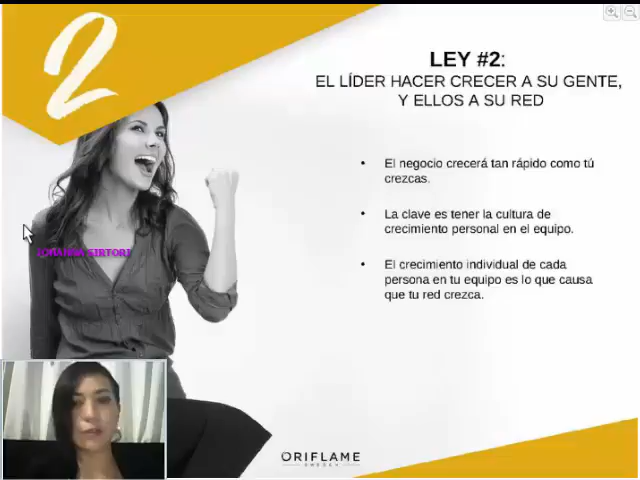 2
LEY #2:
EL LÍDER HACER CRECER A SU GENTE,
Y ELLOS A SU RED
• El negocio crecerá tan rápido como tú
crezcas.
• La clave es tener la cultura de
crecimiento personal en el equipo.
• El crecimiento individual de cada
persona en tu equipo es lo que causa
que tu red crezca.
JOHANNA SIRTORI
ORIFLAME
SWEDEN